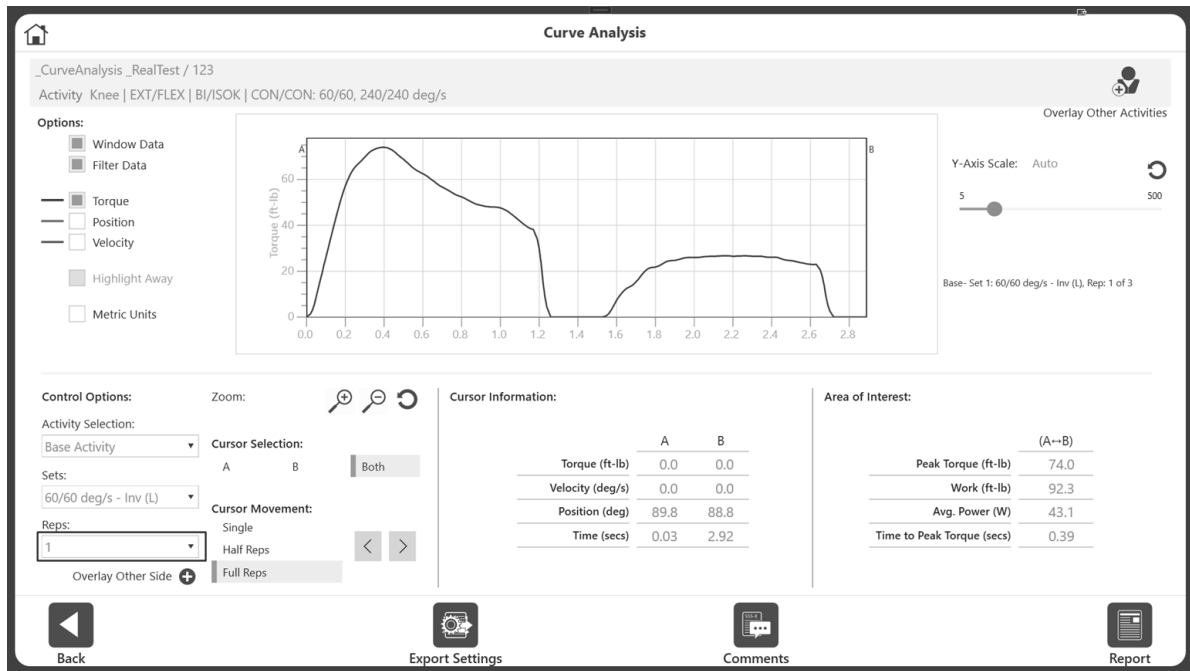 Curve Analysis
_CurveAnalysis _RealTest / 123
Activity Knee | EXT/FLEX | BI/ISOK | CON/CON: 60/60, 240/240 deg/s
Overlay Other Activities
Options:
Window Data
Filter Data
Torque
Position
Velocity
Highlight Away
Metric Units
A
B
Torque (ft-lb)
60
40
20
0
0.0 0.2 0.4 0.6 0.8 1.0 1.2 1.4 1.6 1.8 2.0 2.2 2.4 2.6 2.8
Y-Axis Scale: Auto
5 500
Base- Set 1: 60/60 deg/s - Inv (L), Rep: 1 of 3
Control Options:
Activity Selection:
Base Activity
Sets:
60/60 deg/s - Inv (L)
Reps:
1
Overlay Other Side
Zoom:
Cursor Selection:
A B Both
Cursor Movement:
Single
Half Reps
Full Reps
Cursor Information:
A B
Torque (ft-lb) 0.0 0.0
Velocity (deg/s) 0.0 0.0
Position (deg) 89.8 88.8
Time (secs) 0.03 2.92
Area of Interest:
(A↔B)
Peak Torque (ft-lb) 74.0
Work (ft-lb) 92.3
Avg. Power (W) 43.1
Time to Peak Torque (secs) 0.39
Back
Export Settings
Comments
Report